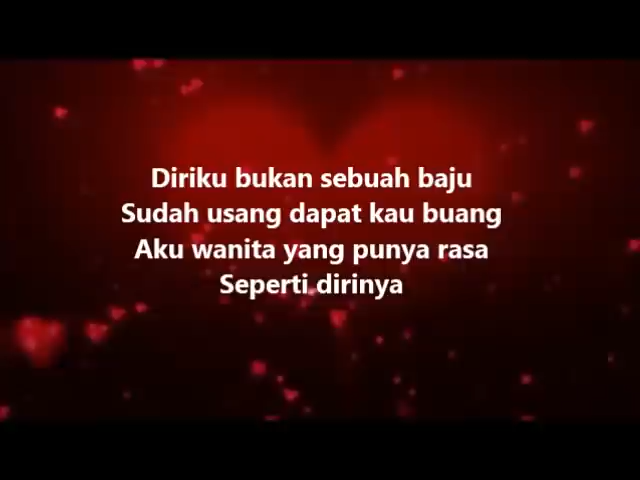 Diriku bukan sebuah baju
Sudah usang dapat kau buang
Aku wanita yang punya rasa
Seperti dirinya